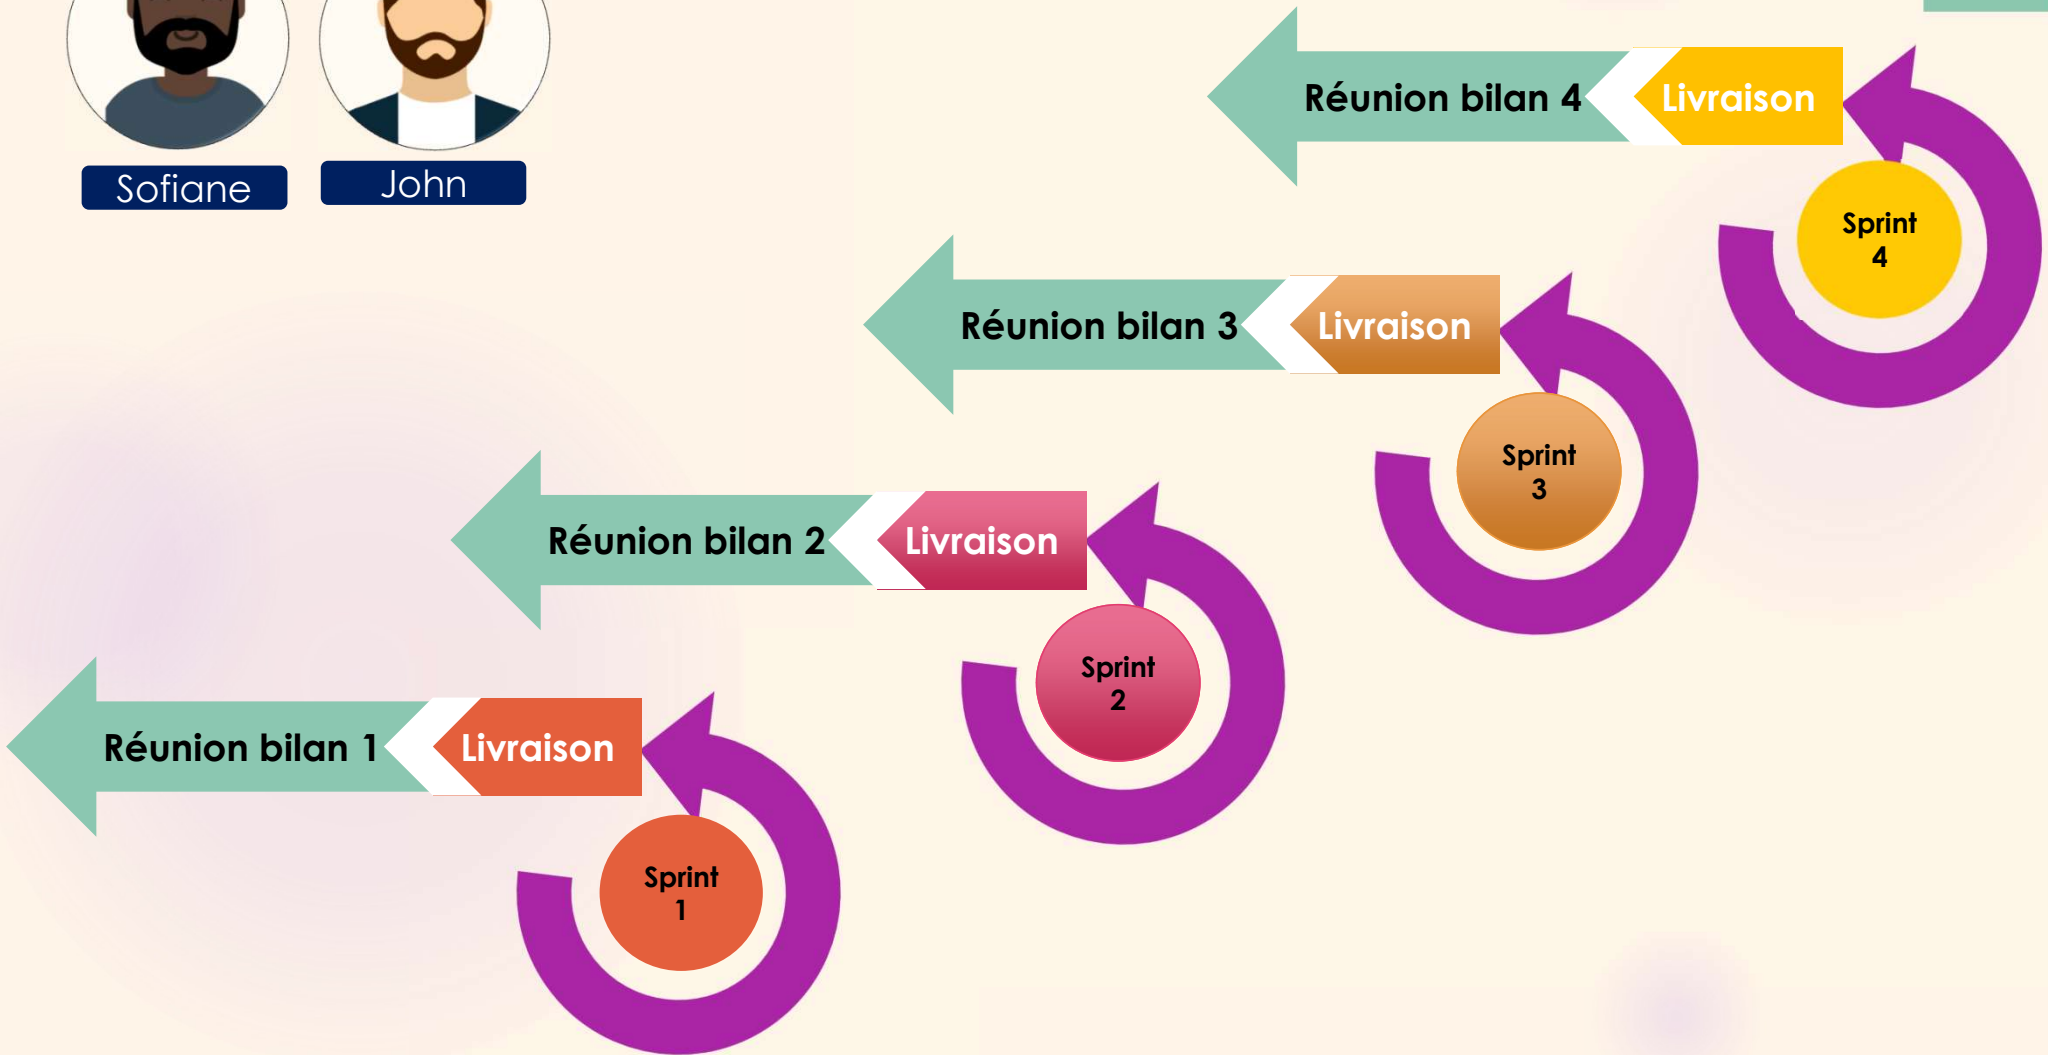 Sofiane
John
Réunion bilan 4
Livraison
Sprint
4
Réunion bilan 3
Livraison
Sprint
3
Réunion bilan 2
Livraison
Sprint
2
Réunion bilan 1
Livraison
Sprint
1